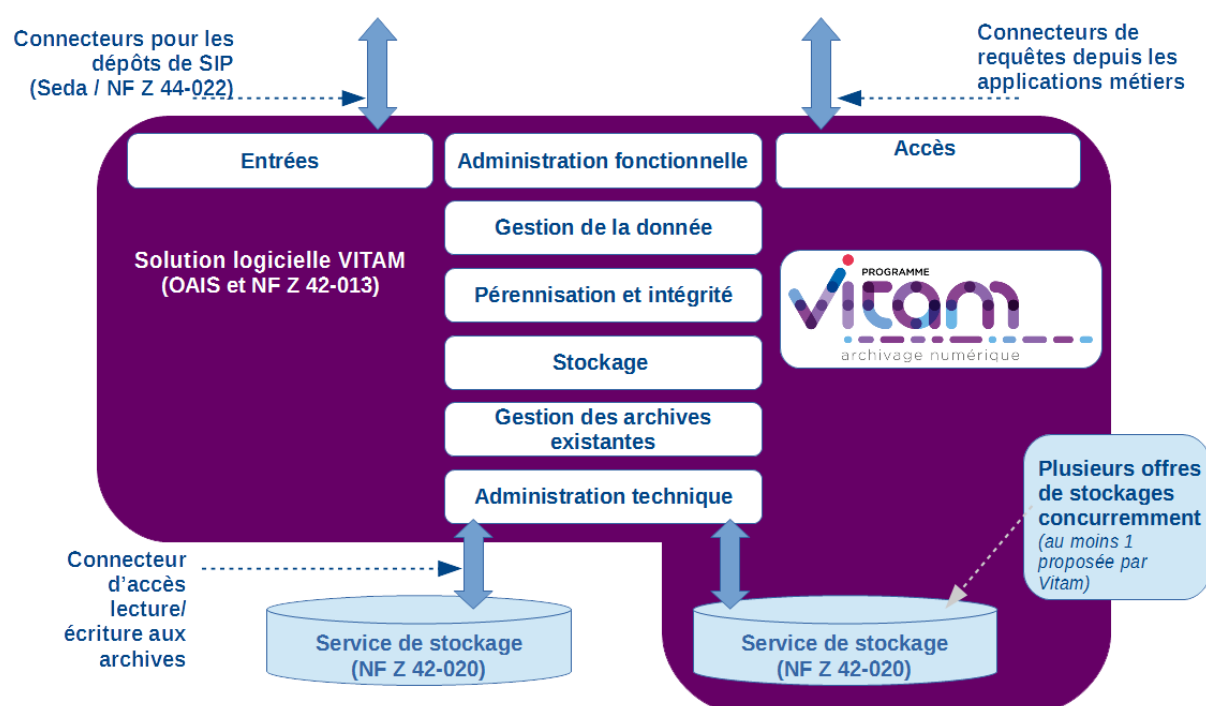 Connecteurs pour les
dépôts de SIP
(Seda / NF Z 44-022)
Connecteurs de
requêtes depuis les
applications métiers
Entrées
Administration fonctionnelle
Accès
Gestion de la donnée
Solution logicielle VITAM
(OAIS et NF Z 42-013)
Pérennisation et intégrité
PROGRAMME
vitam
archivage numérique
Stockage
Gestion des archives
existantes
Administration technique
Plusieurs offres
de stockages
concurremment
(au moins 1
proposée par
Vitam)
Connecteur
d'accès
lecture/
écriture aux
archives
Service de stockage
(NF Z 42-020)
Service de stockage
(NF Z 42-020)